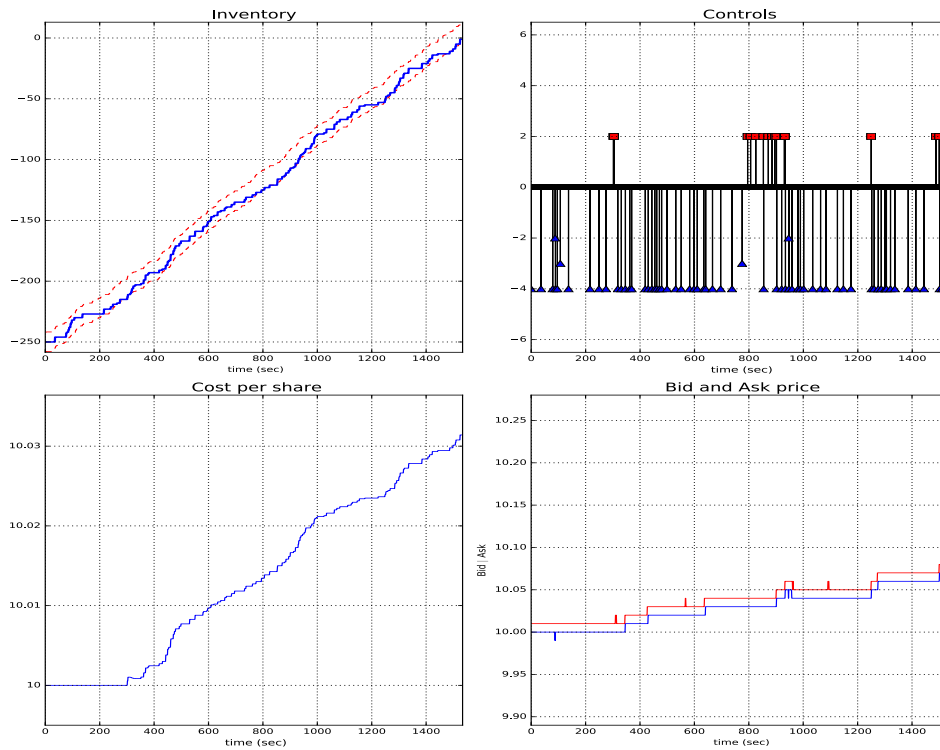 Inventory
0
−50
−100
−150
−200
−250
0 200 400 600 800 1000 1200 1400
time (sec)
Controls
6
4
2
0
−2
−4
−6
0 200 400 600 800 1000 1200 1400
time (sec)
Cost per share
10.03
10.02
10.01
10
0 200 400 600 800 1000 1200 1400
time (sec)
Bid and Ask price
Bid | Ask
10.25
10.20
10.15
10.10
10.05
10.00
9.95
9.90
0 200 400 600 800 1000 1200 1400
time (sec)